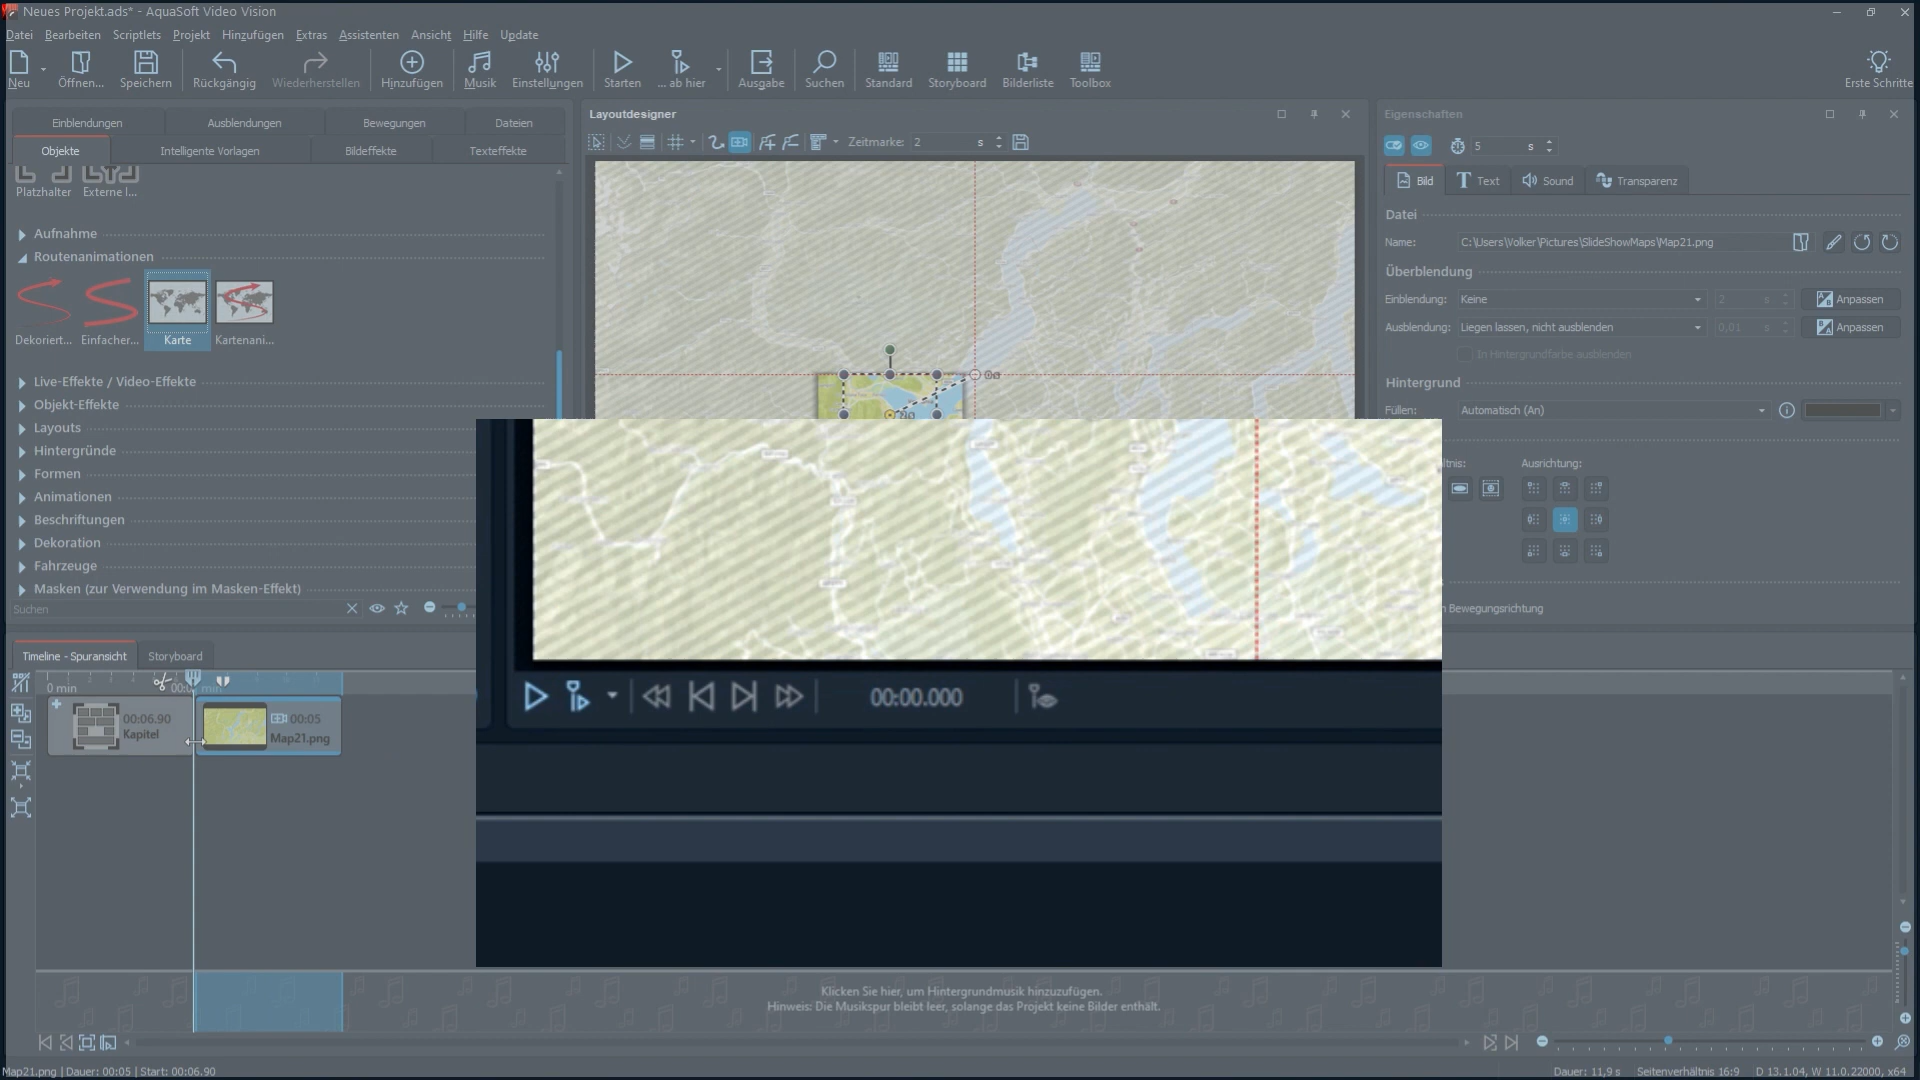 Neues Projekt.ads* - AquaSoft Video Vision
Datei Bearbeiten Scriptlets Projekt Hinzufügen Extras Assistenten Ansicht Hilfe Update
Neu Öffnen... Speichern Rückgängig Wiederherstellen Hinzufügen Musik Einstellungen Starten ... ab hier Ausgabe Suchen Standard Storyboard Bilderliste Toolbox Erste Schritte
Einblendungen Ausblendungen Bewegungen Dateien
Objekte Intelligente Vorlagen Bildeffekte Texteffekte
Platzhalter Externe I...
Aufnahme
Routenanimationen
Dekoriert... Einfacher... Karte Kartenani...
Live-Effekte / Video-Effekte
Objekt-Effekte
Layouts
Hintergründe
Formen
Animationen
Beschriftungen
Dekoration
Fahrzeuge
Masken (zur Verwendung im Masken-Effekt)
Suchen
Layoutdesigner
Zeitmarke: 2 s
00:00.000
Eigenschaften
5 s
Bild Text Sound Transparenz
Datei
Name: C:\Users\Volker\Pictures\SlideShowMaps\Map21.png
Überblendung
Einblendung: Keine 2 s Anpassen
Ausblendung: Liegen lassen, nicht ausblenden 0,01 s Anpassen
In Hintergrundfarbe ausblenden
Hintergrund
Füllen: Automatisch (An)
ltnis: Ausrichtung:
Bewegungsrichtung
Timeline - Spuransicht Storyboard
0 min min
00:06.90
Kapitel
00:05
Map21.png
Klicken Sie hier, um Hintergrundmusik hinzuzufügen.
Hinweis: Die Musikspur bleibt leer, solange das Projekt keine Bilder enthält.
Map21.png | Dauer: 00:05 | Start: 00:06.90
Dauer: 11,9 s Seitenverhältnis 16:9 D 13.1.04, W 11.0.22000, x64